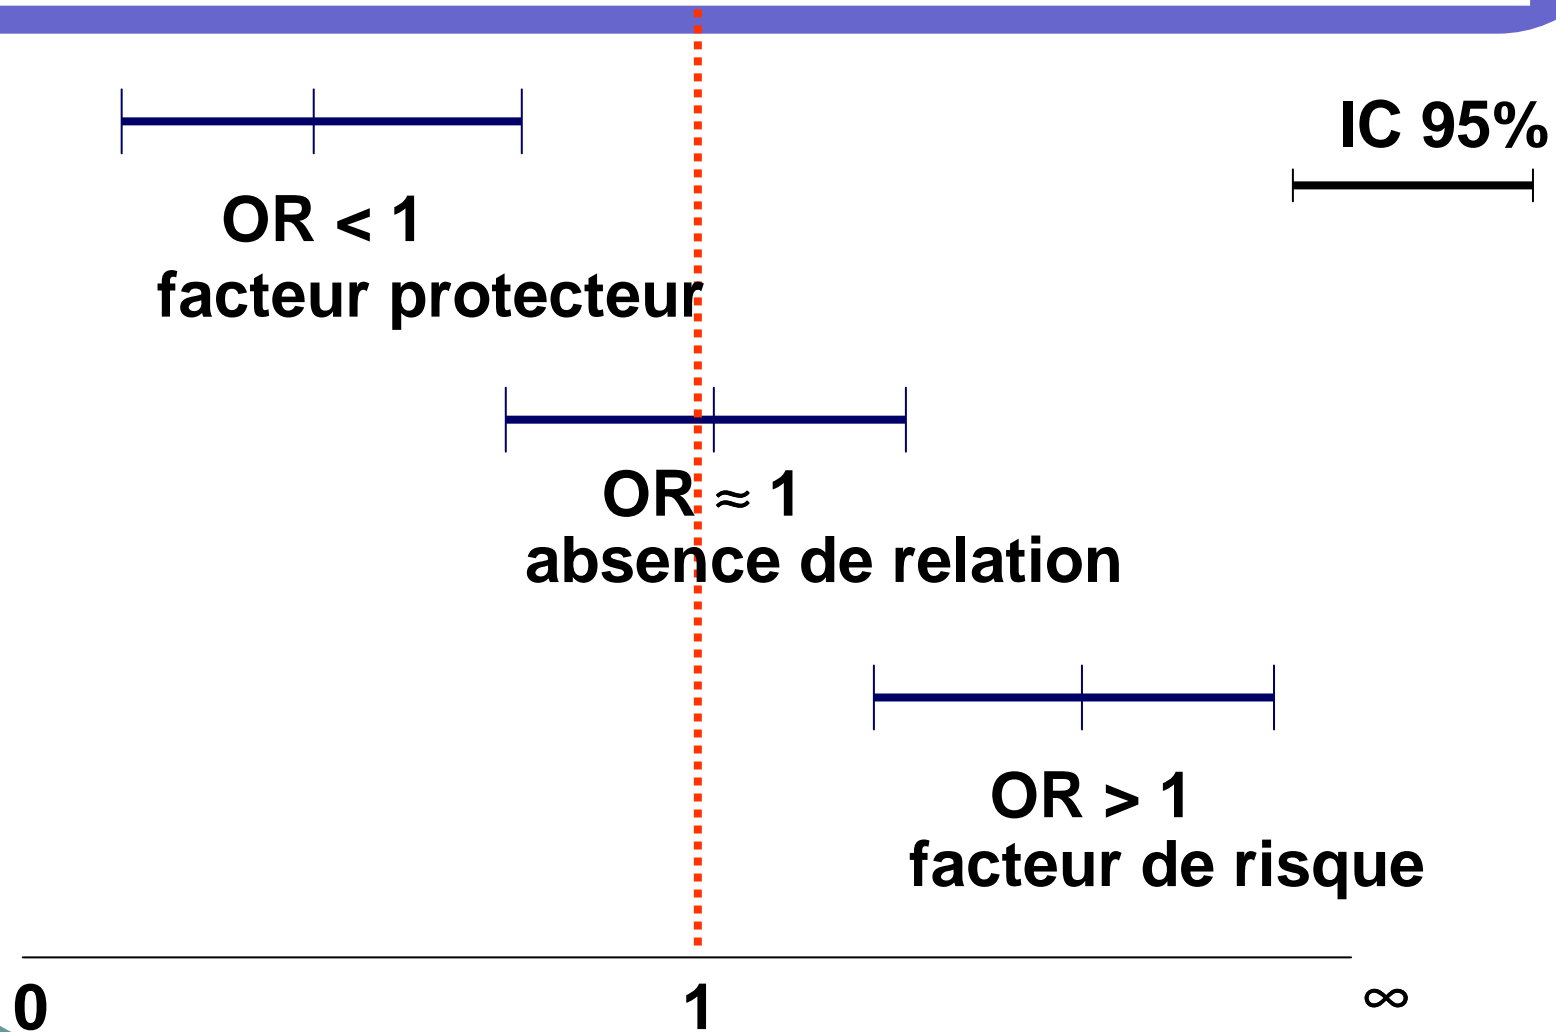 IC 95%
OR < 1
facteur protecteur
OR ≈ 1
absence de relation
OR > 1
facteur de risque
0 1 ∞